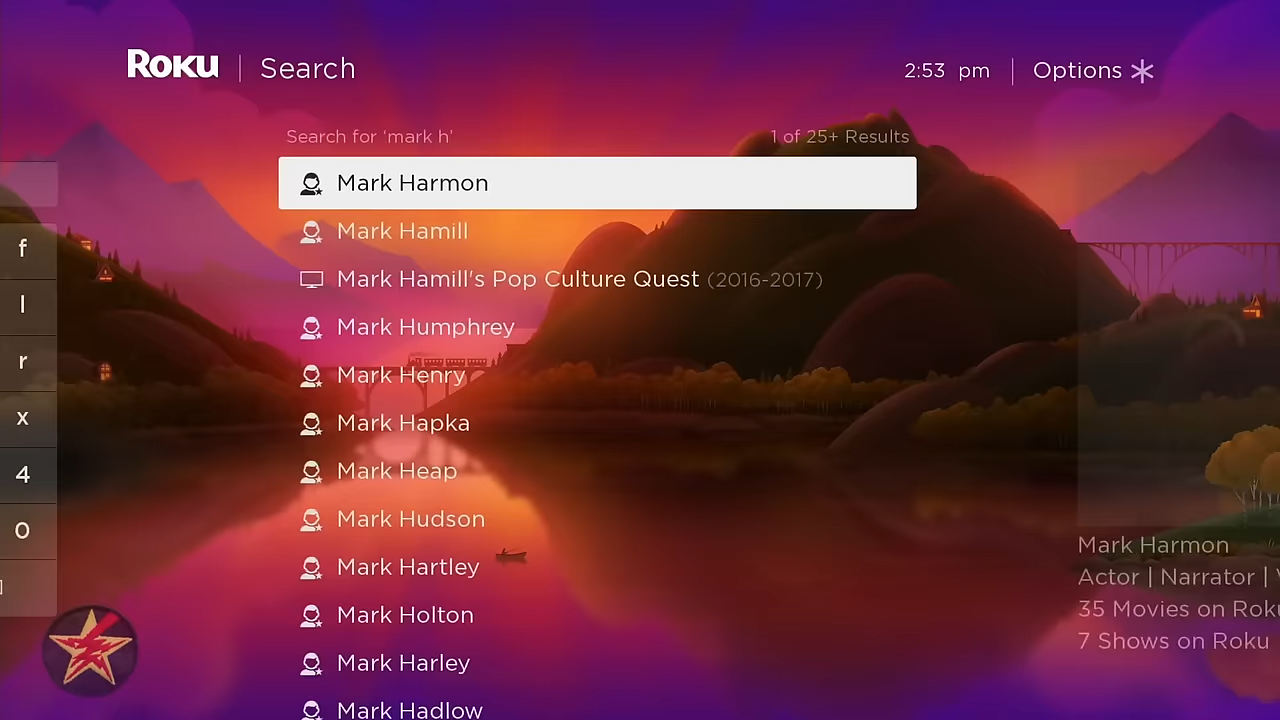 Roku | Search
2:53 pm | Options
Search for ‘mark h’
1 of 25+ Results
Mark Harmon
Mark Hamill
Mark Hamill's Pop Culture Quest (2016-2017)
Mark Humphrey
Mark Henry
Mark Hapka
Mark Heap
Mark Hudson
Mark Hartley
Mark Holton
Mark Harley
Mark Hadlow
f
l
r
x
4
0
Mark Harmon
Actor | Narrator |
35 Movies on Roku
7 Shows on Roku